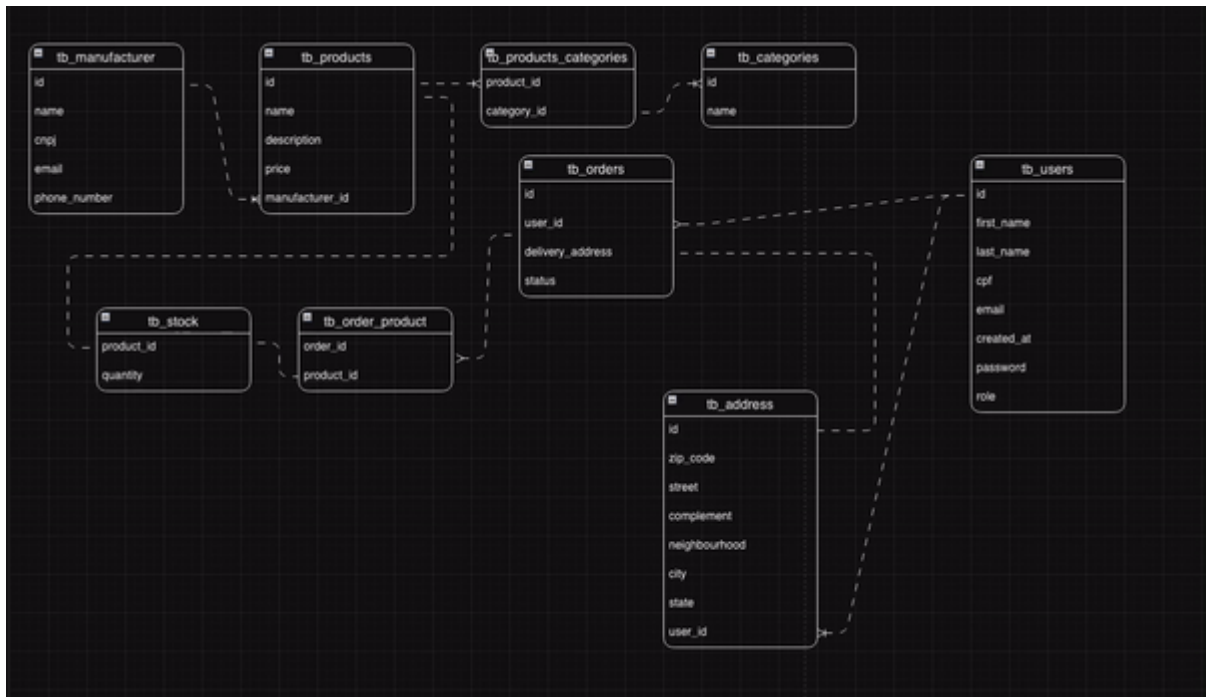 tb_manufacturer
id
name
cnpj
email
phone_number
tb_products
id
name
description
price
manufacturer_id
tb_products_categories
product_id
category_id
tb_categories
id
name
tb_orders
id
user_id
delivery_address
status
tb_users
id
first_name
last_name
cpf
email
created_at
password
role
tb_stock
product_id
quantity
tb_order_product
order_id
product_id
tb_address
id
zip_code
street
complement
neighbourhood
city
state
user_id